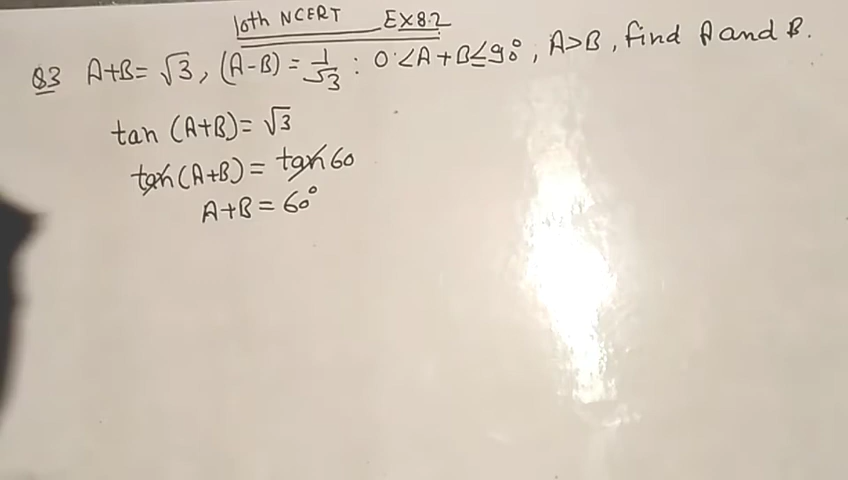 10th NCERT EX 8.2
Q3 A+B = √3, (A-B) = 1/√3 : 0°<A+B≤90°, A>B, find A and B.
tan (A+B) = √3
tan (A+B) = tan 60
A+B = 60°